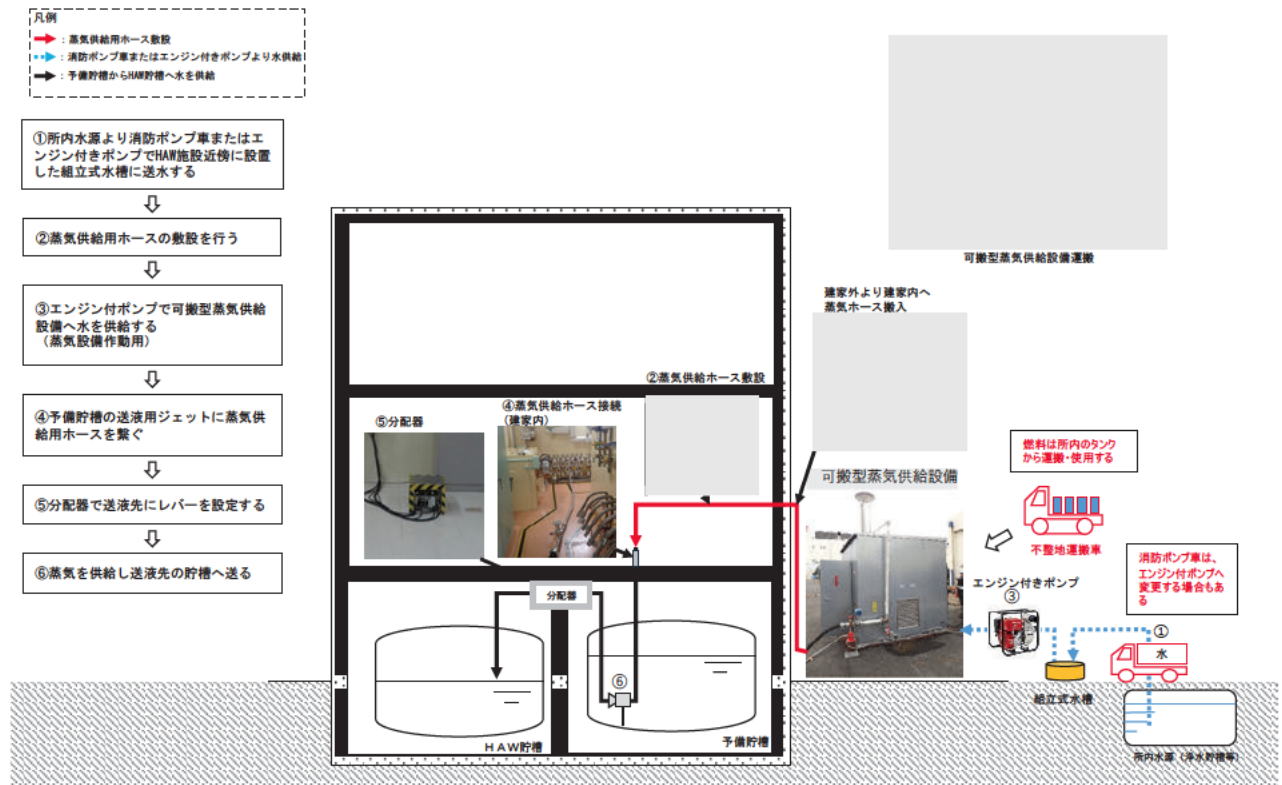 凡例
：蒸気供給用ホース敷設
：消防ポンプ車またはエンジン付きポンプより水供給
：予備貯槽からHAW貯槽へ水を供給
①所内水源より消防ポンプ車またはエ
ンジン付きポンプでHAW施設近傍に設置
した組立式水槽に送水する
②蒸気供給用ホースの敷設を行う
③エンジン付ポンプで可搬型蒸気供給
設備へ水を供給する
（蒸気設備作動用）
④予備貯槽の送液用ジェットに蒸気供
給用ホースを繋ぐ
⑤分配器で送液先にレバーを設定する
⑥蒸気を供給し送液先の貯槽へ送る
可搬型蒸気供給設備運搬
建家外より建家内へ
蒸気ホース搬入
②蒸気供給ホース敷設
④蒸気供給ホース接続
（建家内）
⑤分配器
可搬型蒸気供給設備
燃料は所内のタンク
から運搬・使用する
不整地運搬車
消防ポンプ車は、
エンジン付ポンプへ
変更する場合もあ
る
エンジン付きポンプ
③
①
水
分配器
⑥
組立式水槽
HAW貯槽
予備貯槽
所内水源（浄水貯槽等）